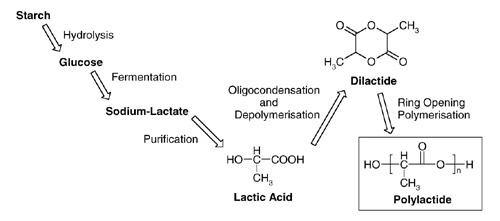 Starch
Hydrolysis
Glucose
Fermentation
Sodium-Lactate
Purification
HO
H
C
COOH
CH₃
Lactic Acid
Oligocondensation
and
Depolymerisation
O
O
CH₃
H₃C
O
O
Dilactide
Ring Opening
Polymerisation
HO
H
C
CH₃
O
O
n
H
Polylactide